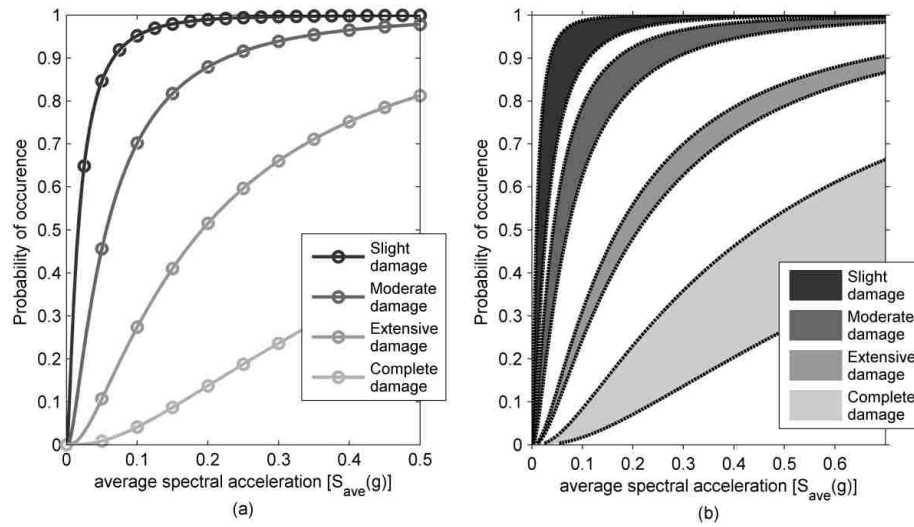 1
0.9
0.8
0.7
0.6
0.5
0.4
0.3
0.2
0.1
0
Probability of occurence
0 0.1 0.2 0.3 0.4 0.5
average spectral acceleration [S_ave(g)]
(a)
Slight
damage
Moderate
damage
Extensive
damage
Complete
damage
1
0.9
0.8
0.7
0.6
0.5
0.4
0.3
0.2
0.1
0
Probability of occurence
0 0.1 0.2 0.3 0.4 0.5 0.6
average spectral acceleration [S_ave(g)]
(b)
Slight
damage
Moderate
damage
Extensive
damage
Complete
damage